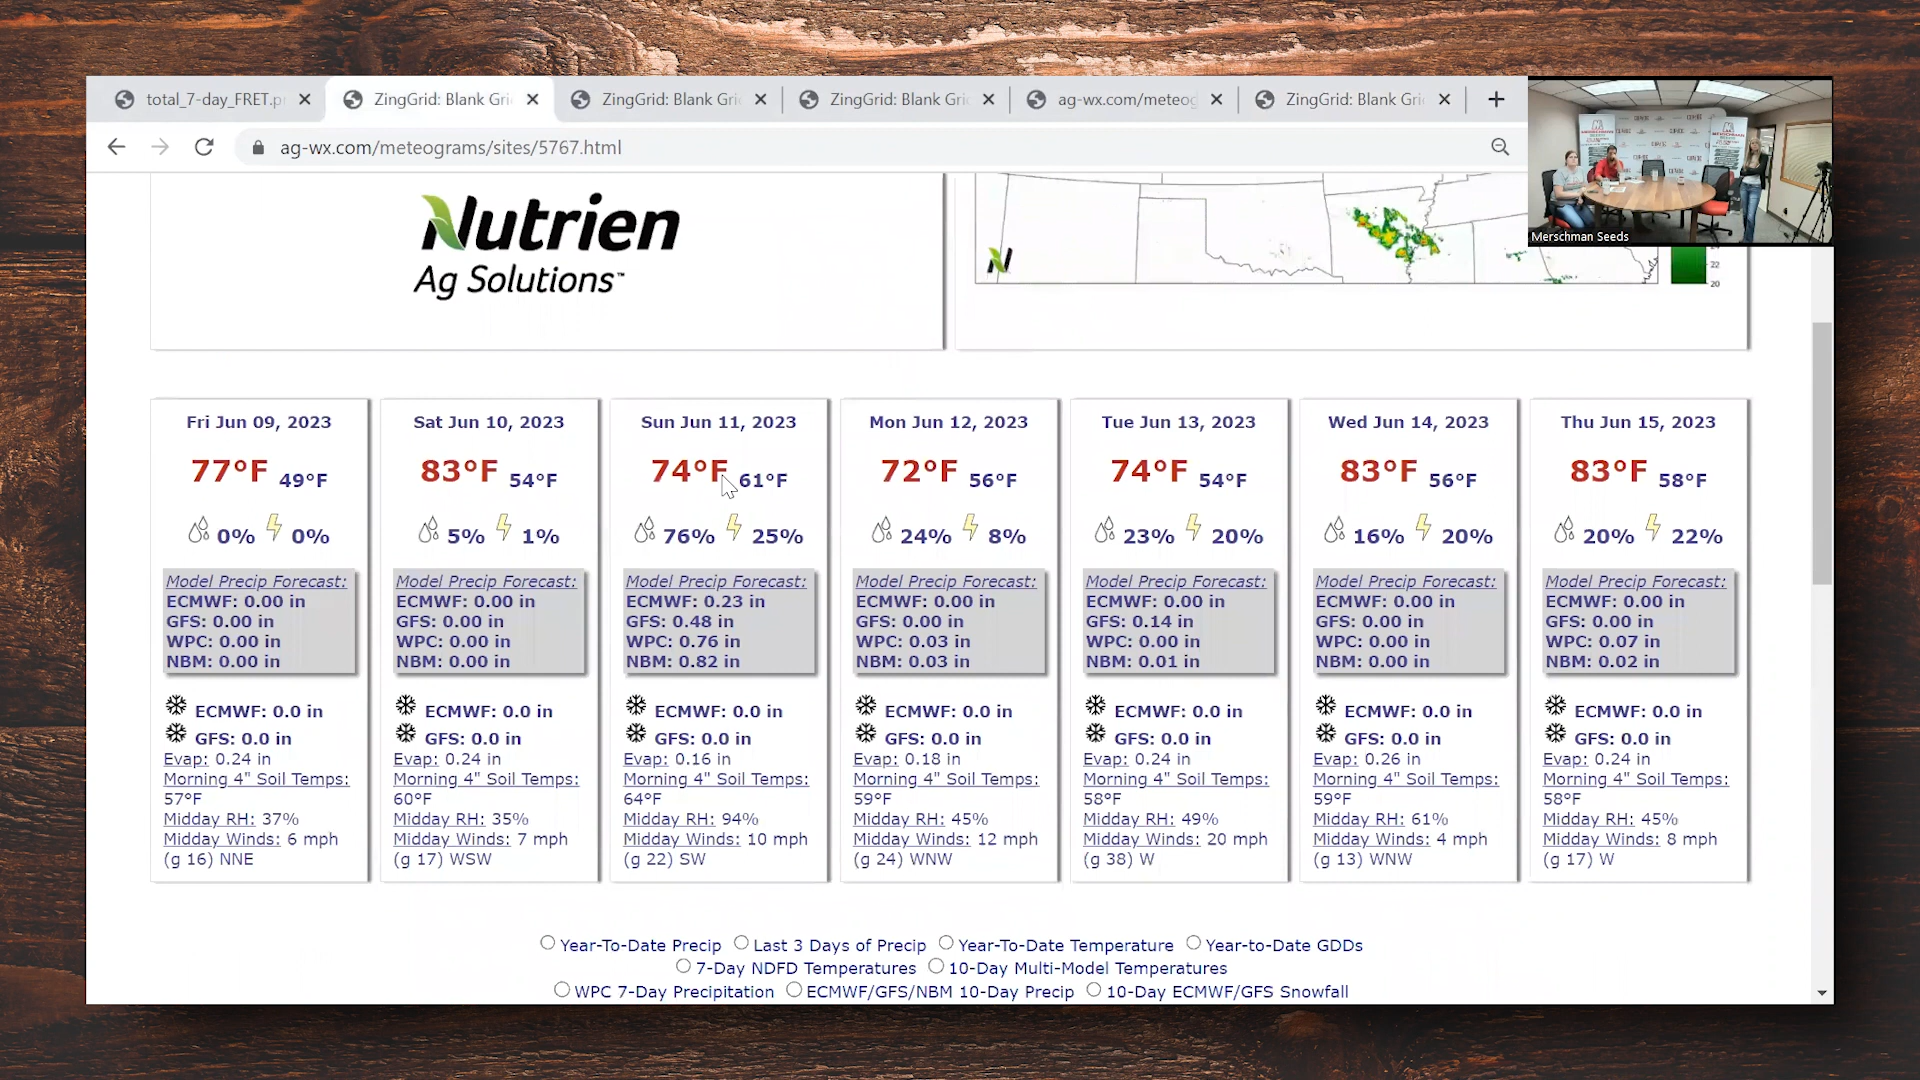 total_7-day_FRET.p
ZingGrid: Blank Gri
ZingGrid: Blank Gri
ZingGrid: Blank Gri
ag-wx.com/meteog
ZingGrid: Blank Gri
ag-wx.com/meteograms/sites/5767.html
Merschman Seeds
Nutrien
Ag Solutions™
N
22
20
Fri Jun 09, 2023
77°F 49°F
0% 0%
Model Precip Forecast:
ECMWF: 0.00 in
GFS: 0.00 in
WPC: 0.00 in
NBM: 0.00 in
ECMWF: 0.0 in
GFS: 0.0 in
Evap: 0.24 in
Morning 4" Soil Temps:
57°F
Midday RH: 37%
Midday Winds: 6 mph
(g 16) NNE
Sat Jun 10, 2023
83°F 54°F
5% 1%
Model Precip Forecast:
ECMWF: 0.00 in
GFS: 0.00 in
WPC: 0.00 in
NBM: 0.00 in
ECMWF: 0.0 in
GFS: 0.0 in
Evap: 0.24 in
Morning 4" Soil Temps:
60°F
Midday RH: 35%
Midday Winds: 7 mph
(g 17) WSW
Sun Jun 11, 2023
74°F 61°F
76% 25%
Model Precip Forecast:
ECMWF: 0.23 in
GFS: 0.48 in
WPC: 0.76 in
NBM: 0.82 in
ECMWF: 0.0 in
GFS: 0.0 in
Evap: 0.16 in
Morning 4" Soil Temps:
64°F
Midday RH: 94%
Midday Winds: 10 mph
(g 22) SW
Mon Jun 12, 2023
72°F 56°F
24% 8%
Model Precip Forecast:
ECMWF: 0.00 in
GFS: 0.00 in
WPC: 0.03 in
NBM: 0.03 in
ECMWF: 0.0 in
GFS: 0.0 in
Evap: 0.18 in
Morning 4" Soil Temps:
59°F
Midday RH: 45%
Midday Winds: 12 mph
(g 24) WNW
Tue Jun 13, 2023
74°F 54°F
23% 20%
Model Precip Forecast:
ECMWF: 0.00 in
GFS: 0.14 in
WPC: 0.00 in
NBM: 0.01 in
ECMWF: 0.0 in
GFS: 0.0 in
Evap: 0.24 in
Morning 4" Soil Temps:
58°F
Midday RH: 49%
Midday Winds: 20 mph
(g 38) W
Wed Jun 14, 2023
83°F 56°F
16% 20%
Model Precip Forecast:
ECMWF: 0.00 in
GFS: 0.00 in
WPC: 0.00 in
NBM: 0.00 in
ECMWF: 0.0 in
GFS: 0.0 in
Evap: 0.26 in
Morning 4" Soil Temps:
59°F
Midday RH: 61%
Midday Winds: 4 mph
(g 13) WNW
Thu Jun 15, 2023
83°F 58°F
20% 22%
Model Precip Forecast:
ECMWF: 0.00 in
GFS: 0.00 in
WPC: 0.07 in
NBM: 0.02 in
ECMWF: 0.0 in
GFS: 0.0 in
Evap: 0.24 in
Morning 4" Soil Temps:
58°F
Midday RH: 45%
Midday Winds: 8 mph
(g 17) W
Year-To-Date Precip Last 3 Days of Precip Year-To-Date Temperature Year-to-Date GDDs
7-Day NDFD Temperatures 10-Day Multi-Model Temperatures
WPC 7-Day Precipitation ECMWF/GFS/NBM 10-Day Precip 10-Day ECMWF/GFS Snowfall